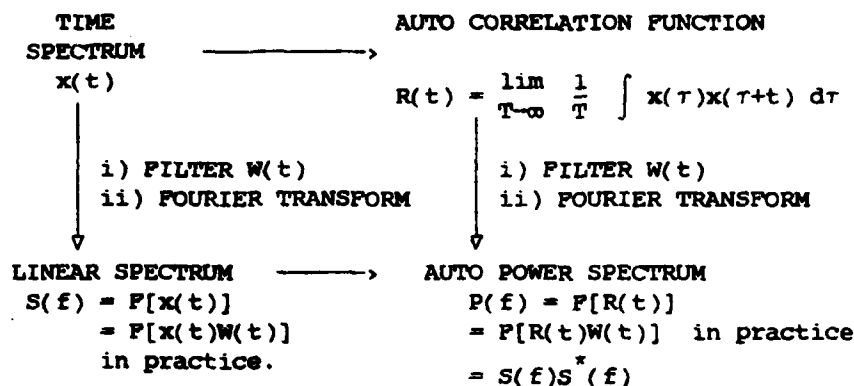 TIME
SPECTRUM
x(t)
AUTO CORRELATION FUNCTION
R(t) = lim T→∞ 1/T ∫ x(τ)x(τ+t) dτ
i) FILTER W(t)
ii) FOURIER TRANSFORM
i) FILTER W(t)
ii) FOURIER TRANSFORM
LINEAR SPECTRUM
S(f) = F[x(t)]
= F[x(t)W(t)]
in practice.
AUTO POWER SPECTRUM
P(f) = F[R(t)]
= F[R(t)W(t)] in practice
= S(f)S*(f)